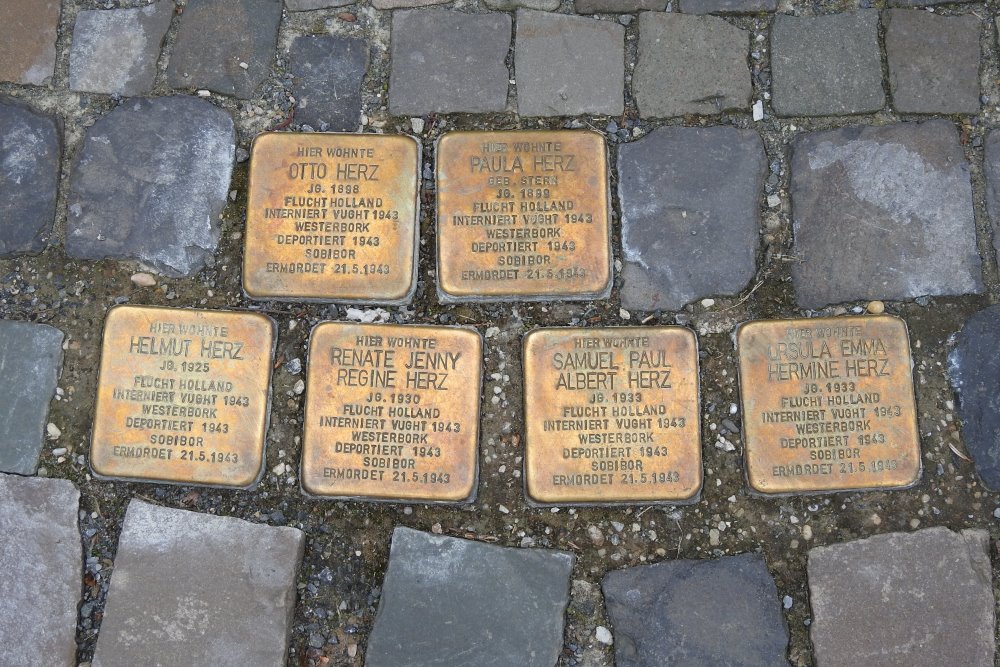 HIER WOHNTE
OTTO HERZ
JG. 1898
FLUCHT HOLLAND
INTERNIERT VUGHT 1943
WESTERBORK
DEPORTIERT 1943
SOBIBOR
ERMORDET 21.5.1943
HIER WOHNTE
PAULA HERZ
GEB. STERN
JG. 1899
FLUCHT HOLLAND
INTERNIERT VUGHT 1943
WESTERBORK
DEPORTIERT 1943
SOBIBOR
ERMORDET 21.5.1943
HIER WOHNTE
HELMUT HERZ
JG. 1925
FLUCHT HOLLAND
INTERNIERT VUGHT 1943
WESTERBORK
DEPORTIERT 1943
SOBIBOR
ERMORDET 21.5.1943
HIER WOHNTE
RENATE JENNY
REGINE HERZ
JG. 1930
FLUCHT HOLLAND
INTERNIERT VUGHT 1943
WESTERBORK
DEPORTIERT 1943
SOBIBOR
ERMORDET 21.5.1943
HIER WOHNTE
SAMUEL PAUL
ALBERT HERZ
JG. 1933
FLUCHT HOLLAND
INTERNIERT VUGHT 1943
WESTERBORK
DEPORTIERT 1943
SOBIBOR
ERMORDET 21.5.1943
HIER WOHNTE
URSULA EMMA
HERMINE HERZ
JG. 1933
FLUCHT HOLLAND
INTERNIERT VUGHT 1943
WESTERBORK
DEPORTIERT 1943
SOBIBOR
ERMORDET 21.5.1943